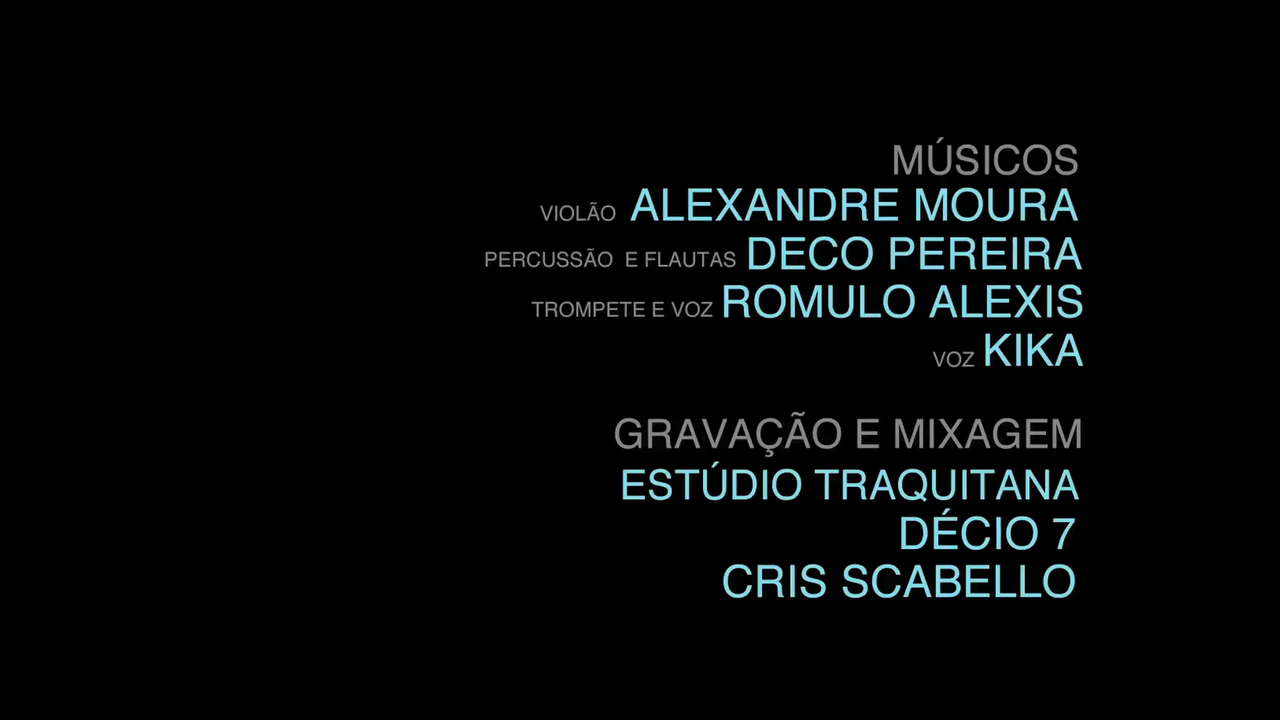 MÚSICOS
VIOLÃO ALEXANDRE MOURA
PERCUSSÃO E FLAUTAS DECO PEREIRA
TROMPETE E VOZ ROMULO ALEXIS
VOZ KIKA
GRAVAÇÃO E MIXAGEM
ESTÚDIO TRAQUITANA
DÉCIO 7
CRIS SCABELLO